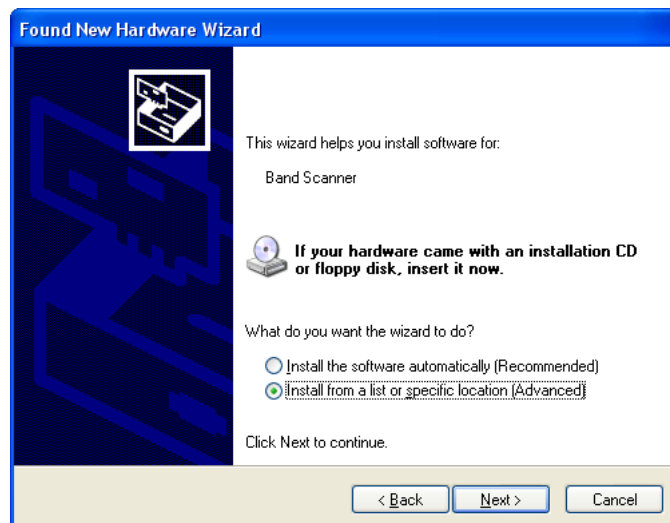 Found New Hardware Wizard
This wizard helps you install software for:
Band Scanner
If your hardware came with an installation CD
or floppy disk, insert it now.
What do you want the wizard to do?
Install the software automatically (Recommended)
Install from a list or specific location (Advanced)
Click Next to continue.
< Back Next > Cancel